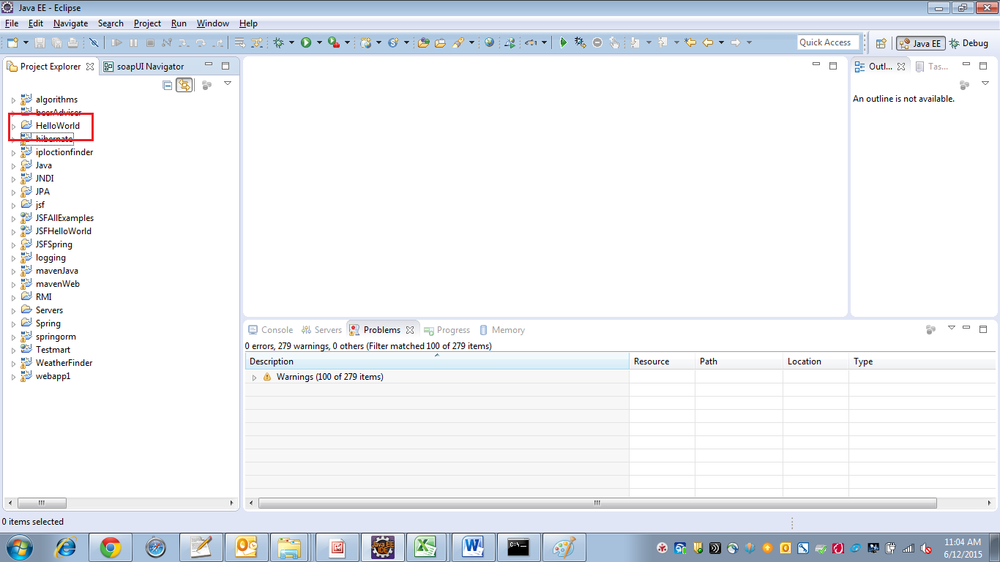 Java EE - Eclipse
File Edit Navigate Search Project Run Window Help
Quick Access Java EE Debug
Project Explorer soapUI Navigator
Outl... Tas...
An outline is not available.
algorithms
beerAdviser
HelloWorld
hibernate
iploctionfinder
Java
JNDI
JPA
jsf
JSFAllExamples
JSFHelloWorld
JSFSpring
logging
mavenJava
mavenWeb
RMI
Servers
Spring
springorm
Testmart
WeatherFinder
webapp1
Console Servers Problems Progress Memory
0 errors, 279 warnings, 0 others (Filter matched 100 of 279 items)
Description Resource Path Location Type
Warnings (100 of 279 items)
0 items selected
Java EE
IDE
C:\_
11:04 AM
6/12/2015